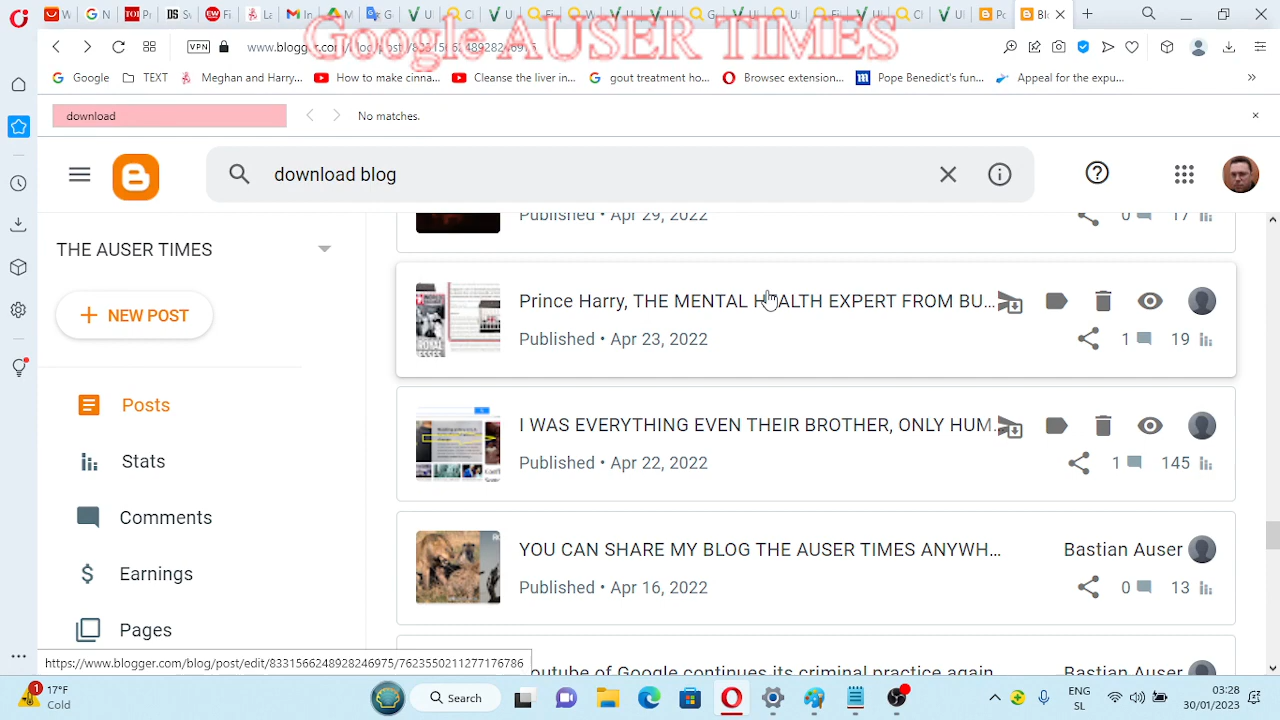 Google AUSER TIMES
VPN www.blogger.com/blog/post/8331566248928246975
Google TEXT Meghan and Harry... How to make cinna... Cleanse the liver in... gout treatment ho... Browse extension... Pope Benedict's fun... Appeal for the expu... »
download No matches.
download blog
THE AUSER TIMES
NEW POST
Posts
Stats
Comments
Earnings
Pages
Published • Apr 29, 2022 0 17
Prince Harry, THE MENTAL HEALTH EXPERT FROM BU...
Published • Apr 23, 2022 1 19
I WAS EVERYTHING EVEN THEIR BROTHER, ONLY HUM...
Published • Apr 22, 2022 1 145
YOU CAN SHARE MY BLOG THE AUSER TIMES ANYWH... Bastian Auser
Published • Apr 16, 2022 0 13
outube of Google continues its criminal practice again Bastian Auser
https://www.blogger.com/blog/post/edit/8331566248928246975/7623550211277176786
1 17°F
Cold
Search
ENG
SL
03:28
30/01/2023